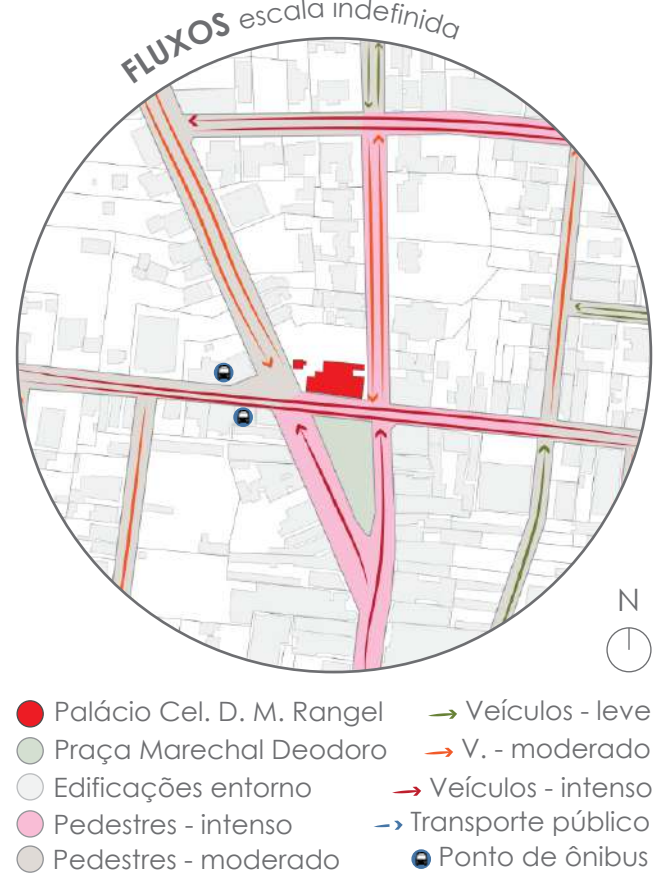 FLUXOS escala indefinida
N
Palácio Cel. D. M. Rangel
Praça Marechal Deodoro
Edificações entorno
Pedestres - intenso
Pedestres - moderado
Veículos - leve
V. - moderado
Veículos - intenso
Transporte público
Ponto de ônibus